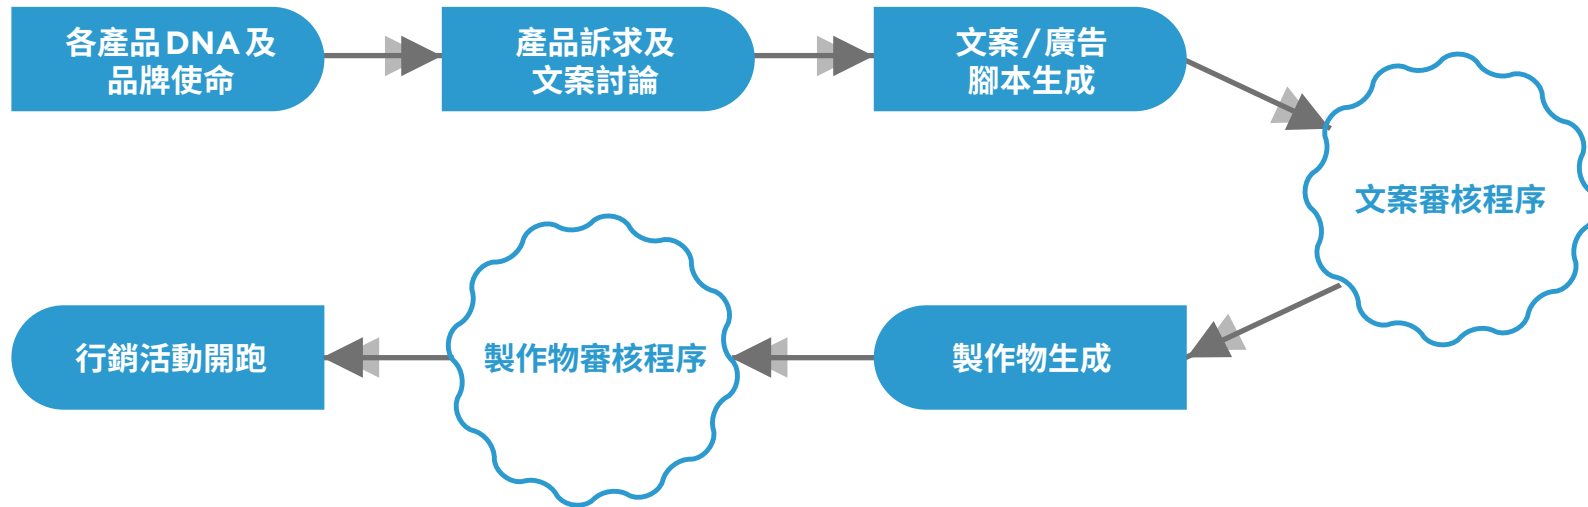 各產品DNA及
品牌使命
產品訴求及
文案討論
文案/廣告
腳本生成
文案審核程序
製作物生成
製作物審核程序
行銷活動開跑